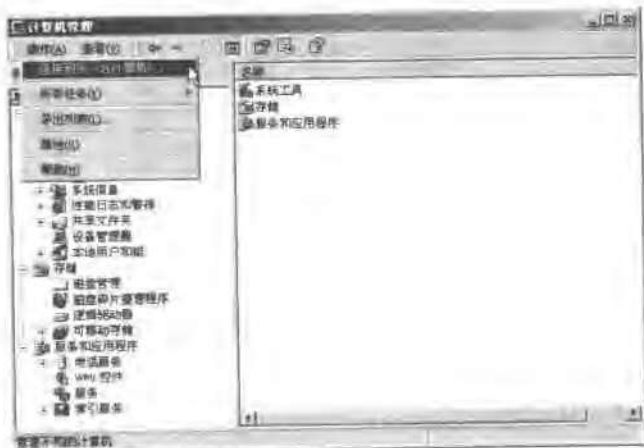 计算机管理
操作(A) 查看(V)
连接到另一台计算机(C)...
所有任务(K)
导出列表(L)...
属性(R)
帮助(H)
名称
系统工具
存储
服务和应用程序
系统信息
性能日志和警报
共享文件夹
设备管理器
本地用户和组
存储
磁盘管理
磁盘碎片整理程序
逻辑驱动器
可移动存储
服务和应用程序
电话服务
WMI 控件
服务
索引服务
管理不同的计算机